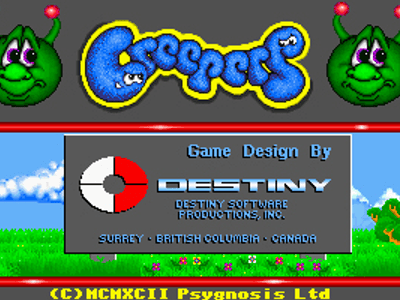 Creepers
Game Design By
DESTINY
DESTINY SOFTWARE
PRODUCTIONS, INC.
SURREY · BRITISH COLUMBIA · CANADA
(C)MCMXCII Psygnosis Ltd